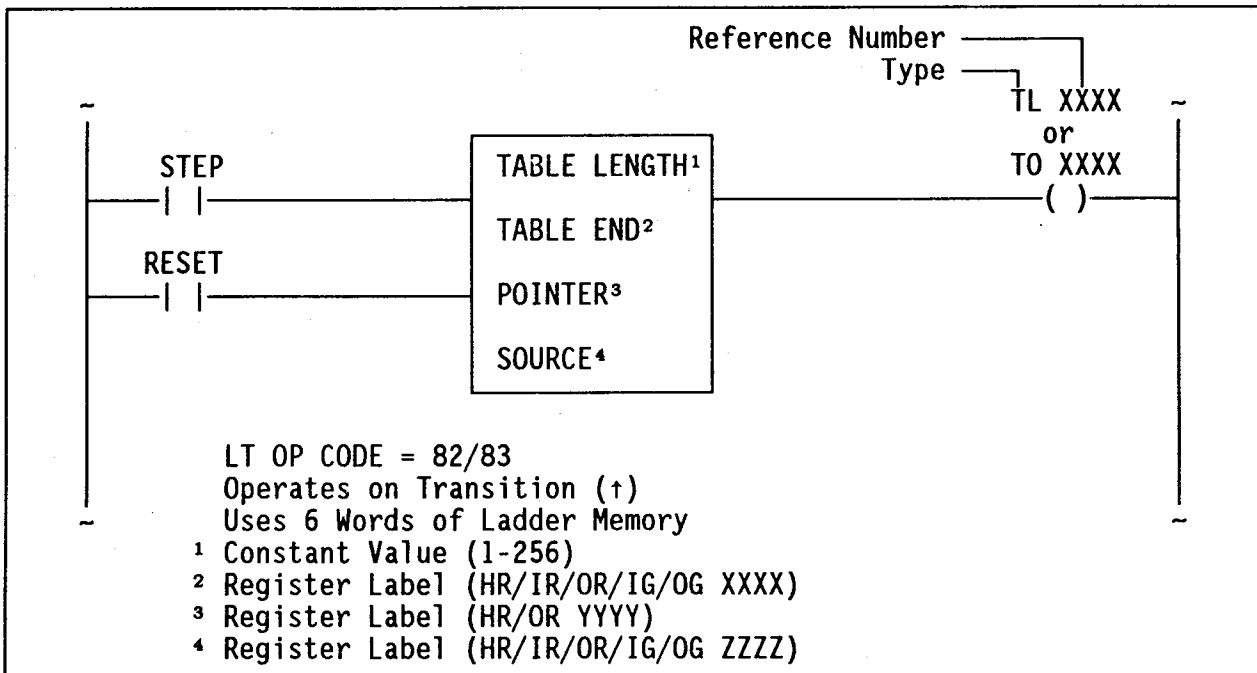 Reference Number
Type
TL XXXX
or
TO XXXX
~ ~
STEP
TABLE LENGTH¹
( )
TABLE END²
RESET
POINTER³
SOURCE⁴
LT OP CODE = 82/83
Operates on Transition (↑)
~ Uses 6 Words of Ladder Memory ~
¹ Constant Value (1-256)
² Register Label (HR/IR/OR/IG/OG XXXX)
³ Register Label (HR/OR YYYY)
⁴ Register Label (HR/IR/OR/IG/OG ZZZZ)